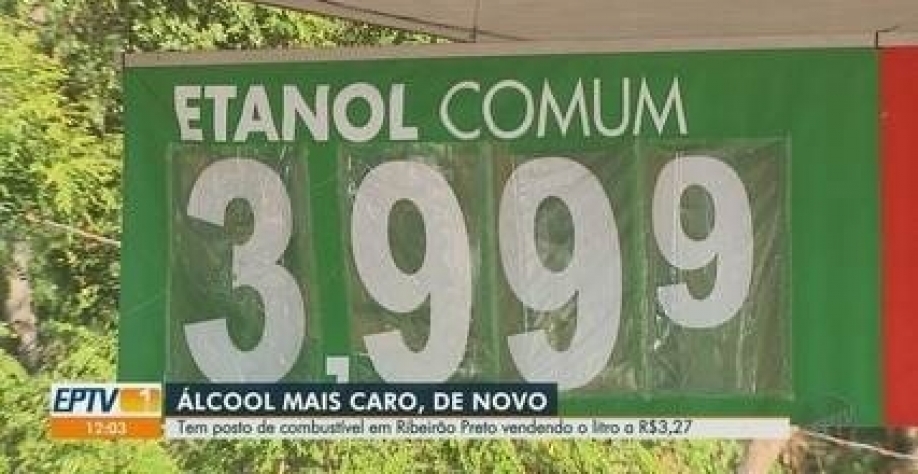 ETANOL COMUM
3,999
EPTV 1
ÁLCOOL MAIS CARO, DE NOVO
12:03
Tem posto de combustível em Ribeirão Preto vendendo o litro a R$3,27